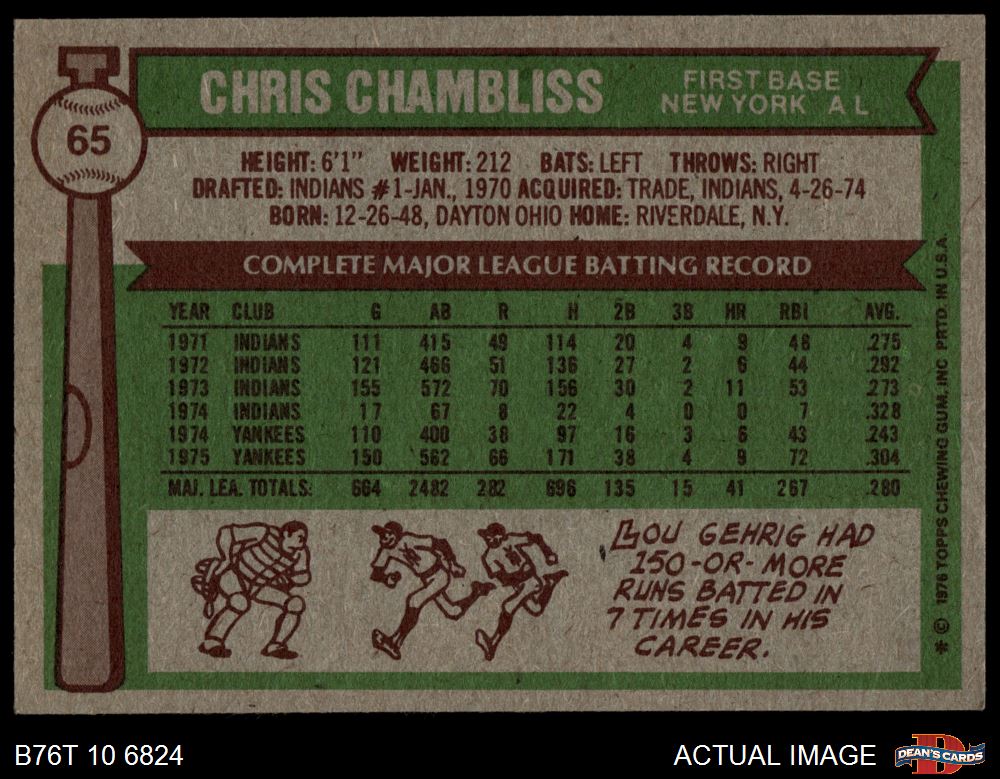 65
CHRIS CHAMBLISS
FIRST BASE
NEW YORK A L
HEIGHT: 6'1" WEIGHT: 212 BATS: LEFT THROWS: RIGHT
DRAFTED: INDIANS #1-JAN., 1970 ACQUIRED: TRADE, INDIANS, 4-26-74
BORN: 12-26-48, DAYTON OHIO HOME: RIVERDALE, N.Y.
COMPLETE MAJOR LEAGUE BATTING RECORD
YEAR CLUB G AB R H 2B 3B HR RBI AVG.
1971 INDIANS 111 415 49 114 20 4 9 48 .275
1972 INDIANS 121 466 51 136 27 2 6 44 .292
1973 INDIANS 155 572 70 156 30 2 11 53 .273
1974 INDIANS 17 67 8 22 4 0 0 7 .328
1974 YANKEES 110 400 38 97 16 3 6 43 .243
1975 YANKEES 150 562 66 171 38 4 9 72 .304
MAJ. LEA. TOTALS: 664 2482 282 696 135 15 41 267 .280
LOU GEHRIG HAD
150-OR-MORE
RUNS BATTED IN
7 TIMES IN HIS
CAREER.
* © 1976 TOPPS CHEWING GUM, INC PRTD. IN U.S.A.
B76T 10 6824
ACTUAL IMAGE
D
DEAN'S CARDS